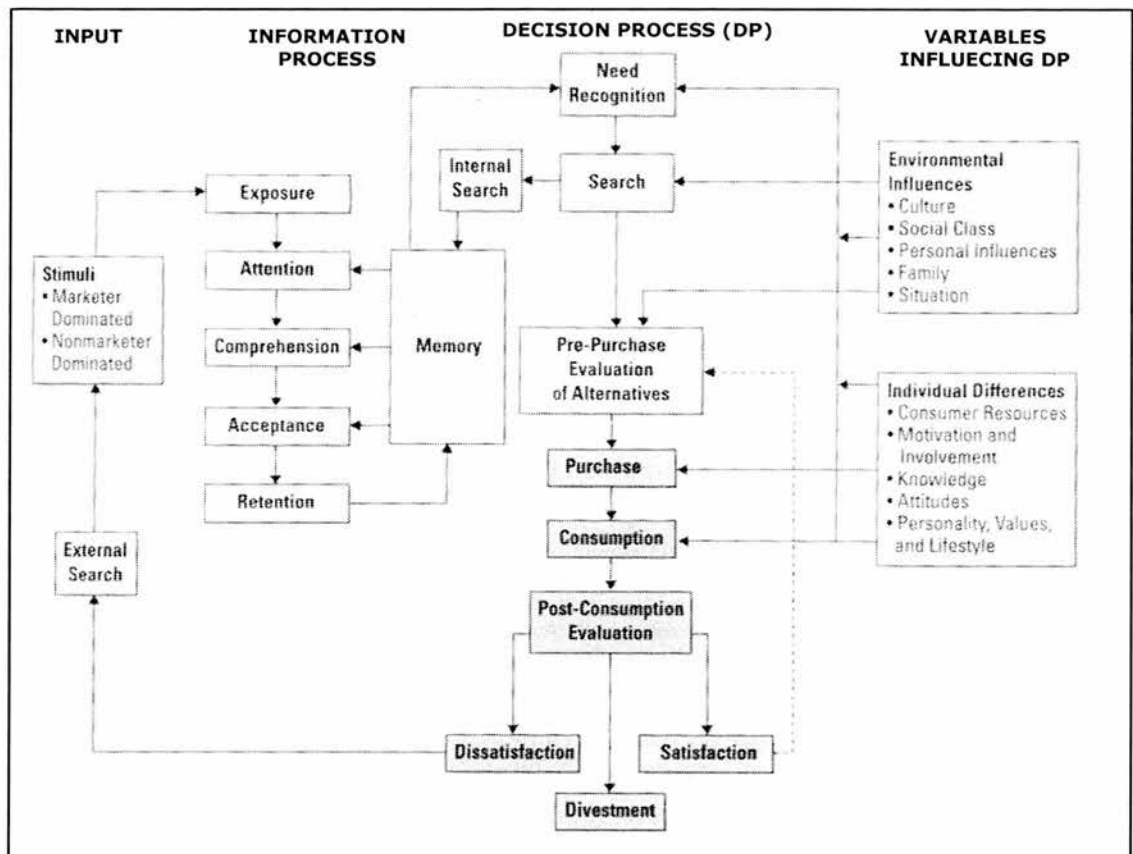 INPUT
INFORMATION
PROCESS
DECISION PROCESS (DP)
VARIABLES
INFLUECING DP
Need
Recognition
Internal
Search
Search
Exposure
Attention
Comprehension
Acceptance
Retention
Memory
Stimuli
• Marketer
Dominated
• Nonmarketer
Dominated
External
Search
Pre-Purchase
Evaluation
of Alternatives
Purchase
Consumption
Post-Consumption
Evaluation
Dissatisfaction
Satisfaction
Divestment
Environmental
Influences
• Culture
• Social Class
• Personal Influences
• Family
• Situation
Individual Differences
• Consumer Resources
• Motivation and
Involvement
• Knowledge
• Attitudes
• Personality, Values,
and Lifestyle